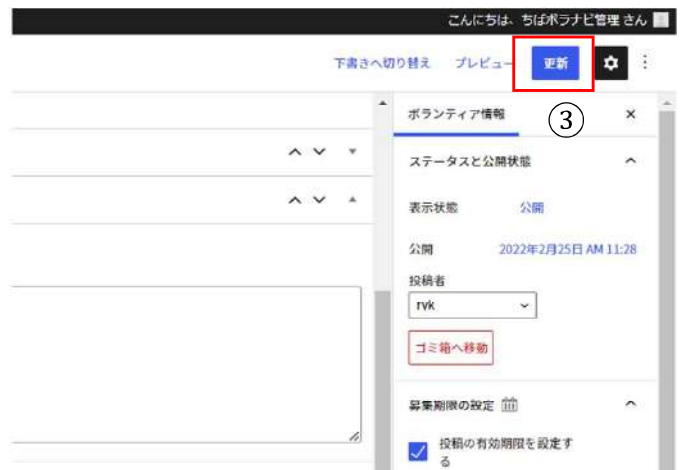 こんにちは、ちばボラナビ管理 さん
下書きへ切り替え プレビュー 更新
ボランティア情報 ③
ステータスと公開状態
表示状態 公開
公開 2022年2月25日 AM 11:28
投稿者
rvk
ゴミ箱へ移動
募集期限の設定
投稿の有効期限を設定す
る